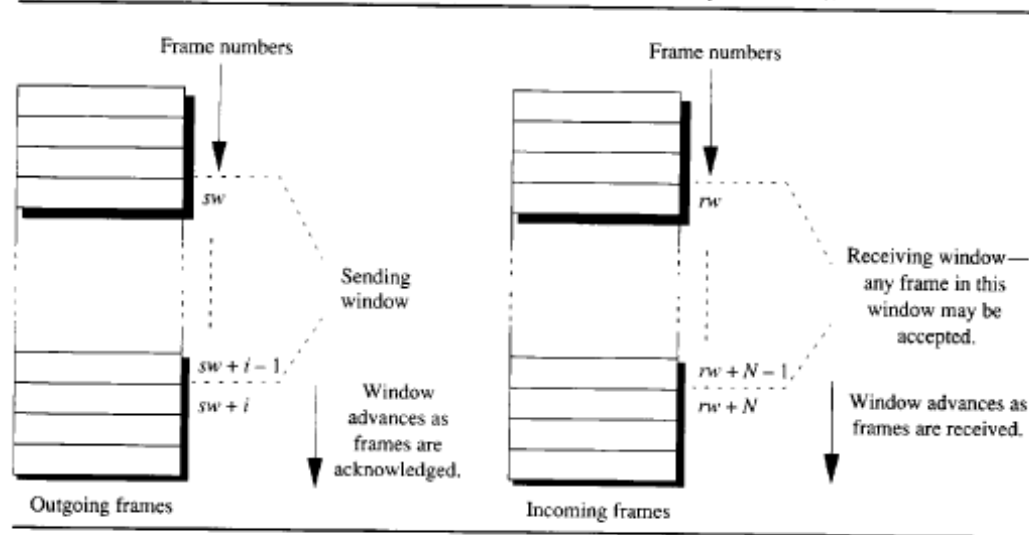 Frame numbers
sw
Sending
window
sw + i – 1
sw + i
Window
advances as
frames are
acknowledged.
Outgoing frames
Frame numbers
rw
Receiving window—
any frame in this
window may be
accepted.
rw + N – 1
rw + N
Window advances as
frames are received.
Incoming frames